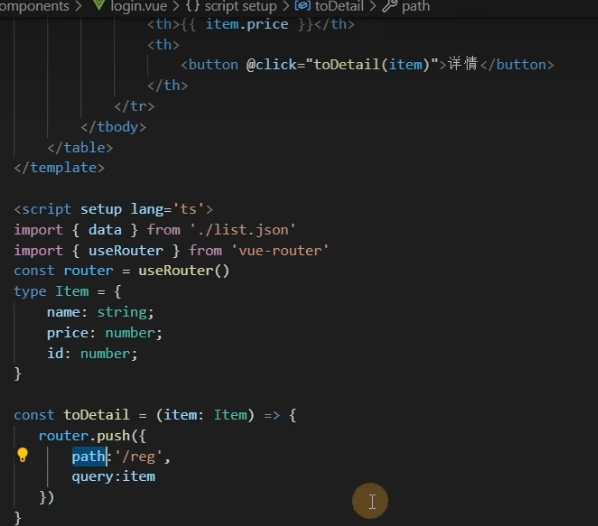 omponents > login.vue > {} script setup > toDetail > path
<th>{{ item.price }}</th>
<th>
<button @click="toDetail(item)">详情</button>
</th>
</tr>
</tbody>
</table>
</template>
<script setup lang='ts'>
import { data } from './list.json'
import { useRouter } from 'vue-router'
const router = useRouter()
type Item = {
name: string;
price: number;
id: number;
}
const toDetail = (item: Item) => {
router.push({
path:'/reg',
query:item
})
}